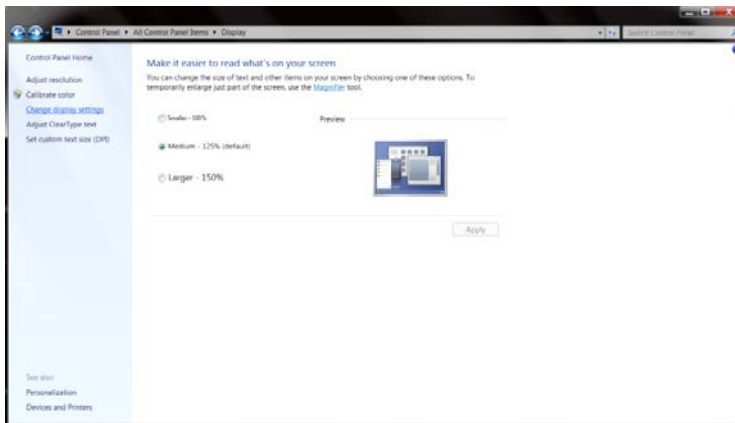 Control Panel ▸ All Control Panel Items ▸ Display
Search Control Panel
Control Panel Home
Adjust resolution
Calibrate color
Change display settings
Adjust ClearType text
Set custom text size (DPI)
Make it easier to read what's on your screen
You can change the size of text and other items on your screen by choosing one of these options. To
temporarily enlarge just part of the screen, use the Magnifier tool.
Smaller - 100%
Preview
Medium - 125% (default)
Larger - 150%
Apply
See also
Personalization
Devices and Printers